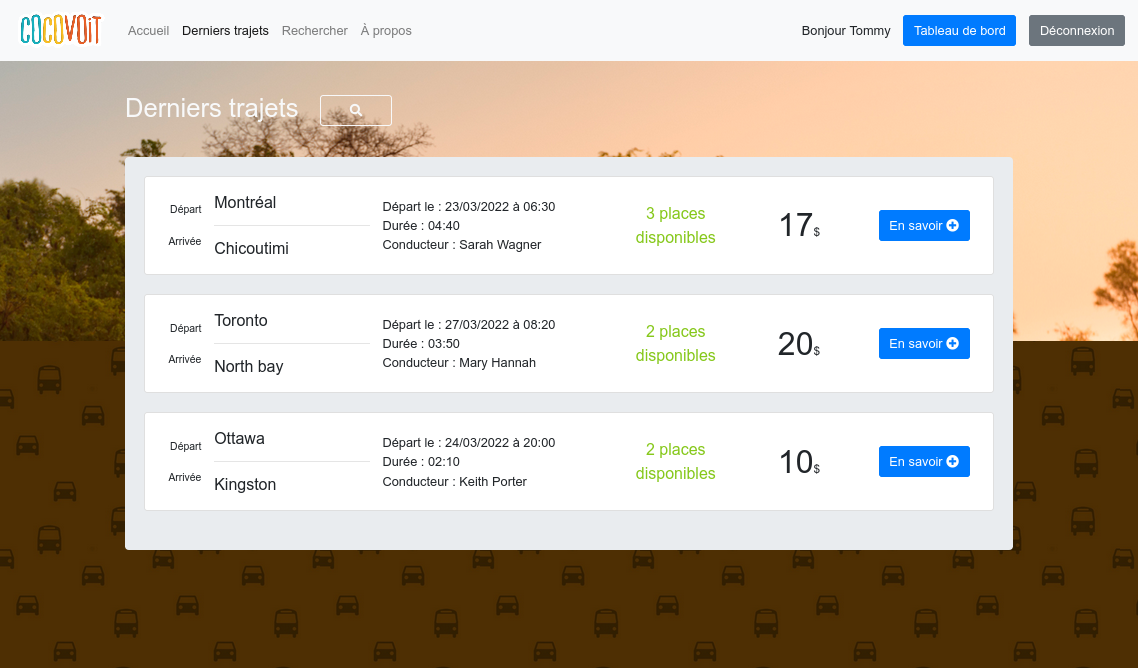 COCOVOiT
Accueil Derniers trajets Rechercher À propos
Bonjour Tommy Tableau de bord Déconnexion
Derniers trajets
Départ Montréal
Arrivée Chicoutimi
Départ le : 23/03/2022 à 06:30
Durée : 04:40
Conducteur : Sarah Wagner
3 places
disponibles
17$
En savoir
Départ Toronto
Arrivée North bay
Départ le : 27/03/2022 à 08:20
Durée : 03:50
Conducteur : Mary Hannah
2 places
disponibles
20$
En savoir
Départ Ottawa
Arrivée Kingston
Départ le : 24/03/2022 à 20:00
Durée : 02:10
Conducteur : Keith Porter
2 places
disponibles
10$
En savoir